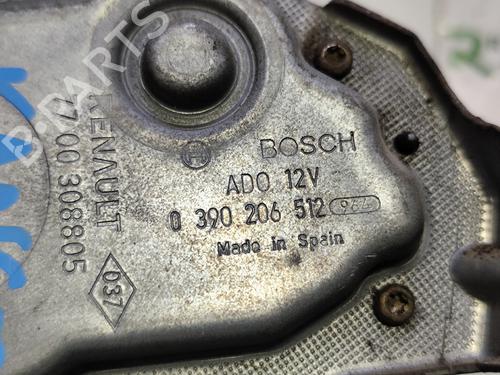 BOSCH
ADO 12V
0 390 206 512
Made in Spain
RENAULT
7700 308805
037
B-PARTS